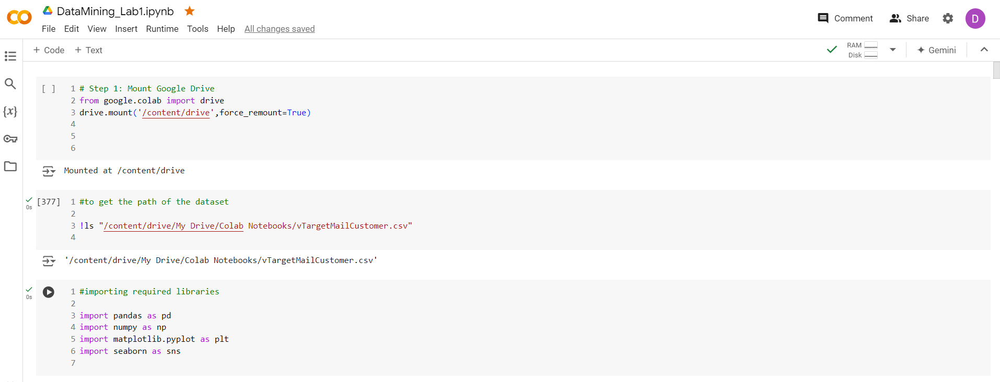 DataMining_Lab1.ipynb
File Edit View Insert Runtime Tools Help All changes saved
Comment Share D
+ Code + Text
RAM
Disk
Gemini
[ ]
1 # Step 1: Mount Google Drive
2 from google.colab import drive
3 drive.mount('/content/drive',force_remount=True)
4
5
6
Mounted at /content/drive
[377]
0s
1 #to get the path of the dataset
2
3 !ls "/content/drive/My Drive/Colab Notebooks/vTargetMailCustomer.csv"
4
'/content/drive/My Drive/Colab Notebooks/vTargetMailCustomer.csv'
0s
1 #importing required libraries
2
3 import pandas as pd
4 import numpy as np
5 import matplotlib.pyplot as plt
6 import seaborn as sns
7